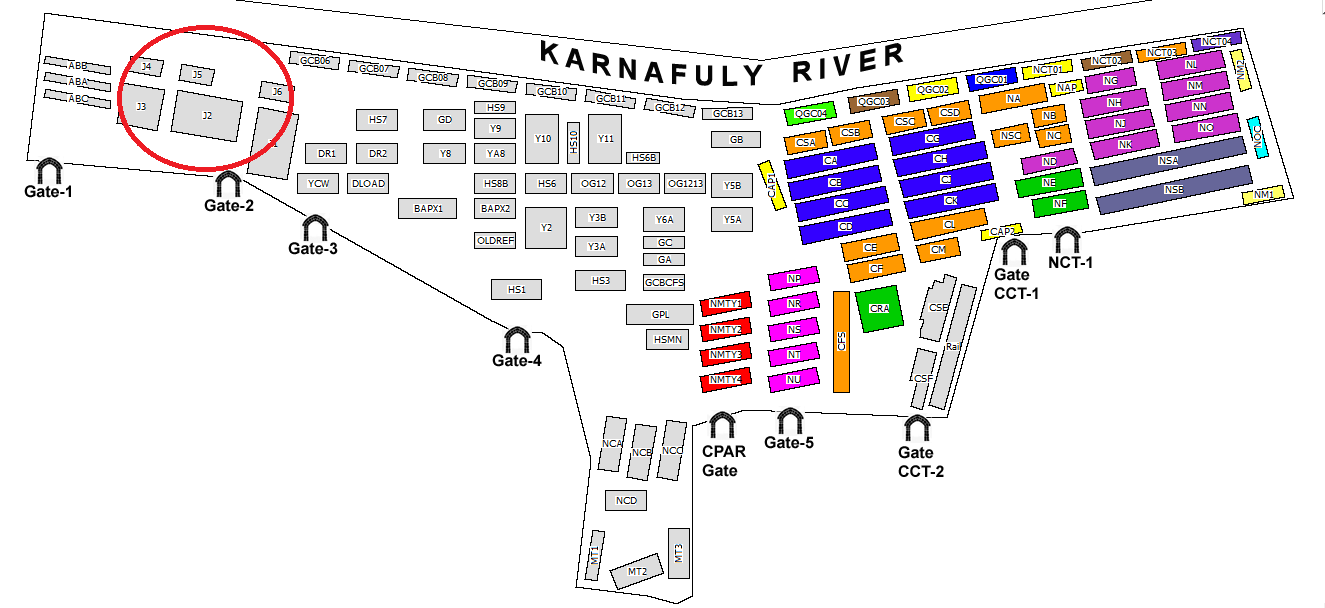 KARNAFULY RIVER
ABB
ABA
ABC
J4
J5
J6
J3
J2
GCB06
GCB07
GCB08
GCB09
GCB10
GCB11
GCB12
GCB13
HS7
GD
HS9
Y9
Y10
HS10
Y11
GB
DR1
DR2
Y8
YA8
HS6B
YCW
DLOAD
HS8B
HS6
OG12
OG13
OG1213
Y5B
BAPX1
BAPX2
Y2
Y3B
Y6A
Y5A
OLDREF
Y3A
GC
GA
HS1
HS3
GCBCFS
GPL
HSMN
QGC04
QGC03
QGC02
QGC01
NCT01
NCT02
NCT03
NCT04
NAP
NM2
CSA
CSB
CSC
CSD
NA
NB
NC
NSC
NG
NH
NJ
NK
NL
NM
NN
NO
CAP1
CA
CB
CC
CD
CG
CH
CJ
CK
CL
CM
CE
CF
ND
NE
NF
NSA
NSB
NM1
CAP2
NMTY1
NMTY2
NMTY3
NMTY4
NP
NR
NS
NT
NU
CFS
CRA
CSE
CSF
Rail
NCA
NCB
NCC
NCD
MT1
MT2
MT3
Gate-1
Gate-2
Gate-3
Gate-4
CPAR
Gate
Gate-5
Gate
CCT-2
Gate
CCT-1
NCT-1